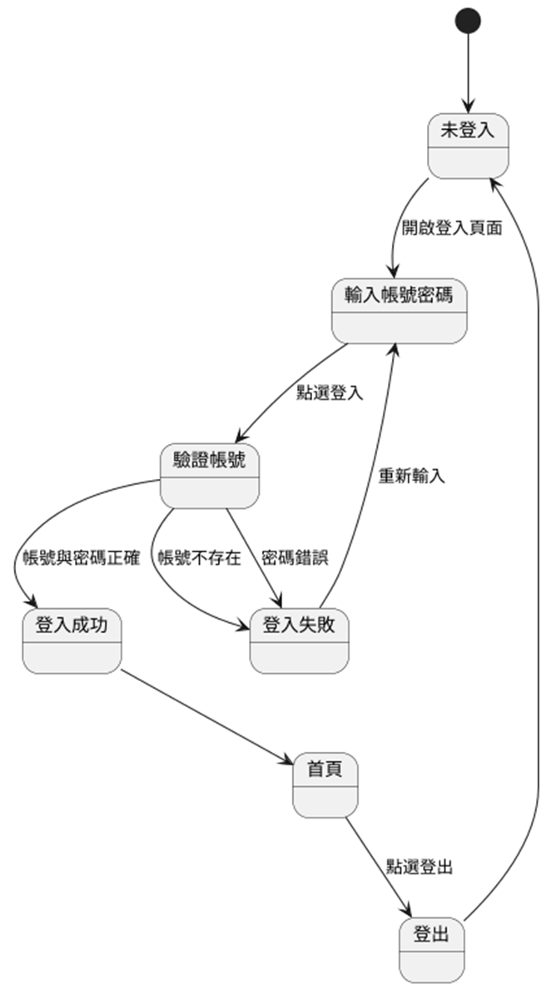 未登入
開啟登入頁面
輸入帳號密碼
點選登入
驗證帳號
重新輸入
帳號與密碼正確
帳號不存在
密碼錯誤
登入成功
登入失敗
首頁
點選登出
登出